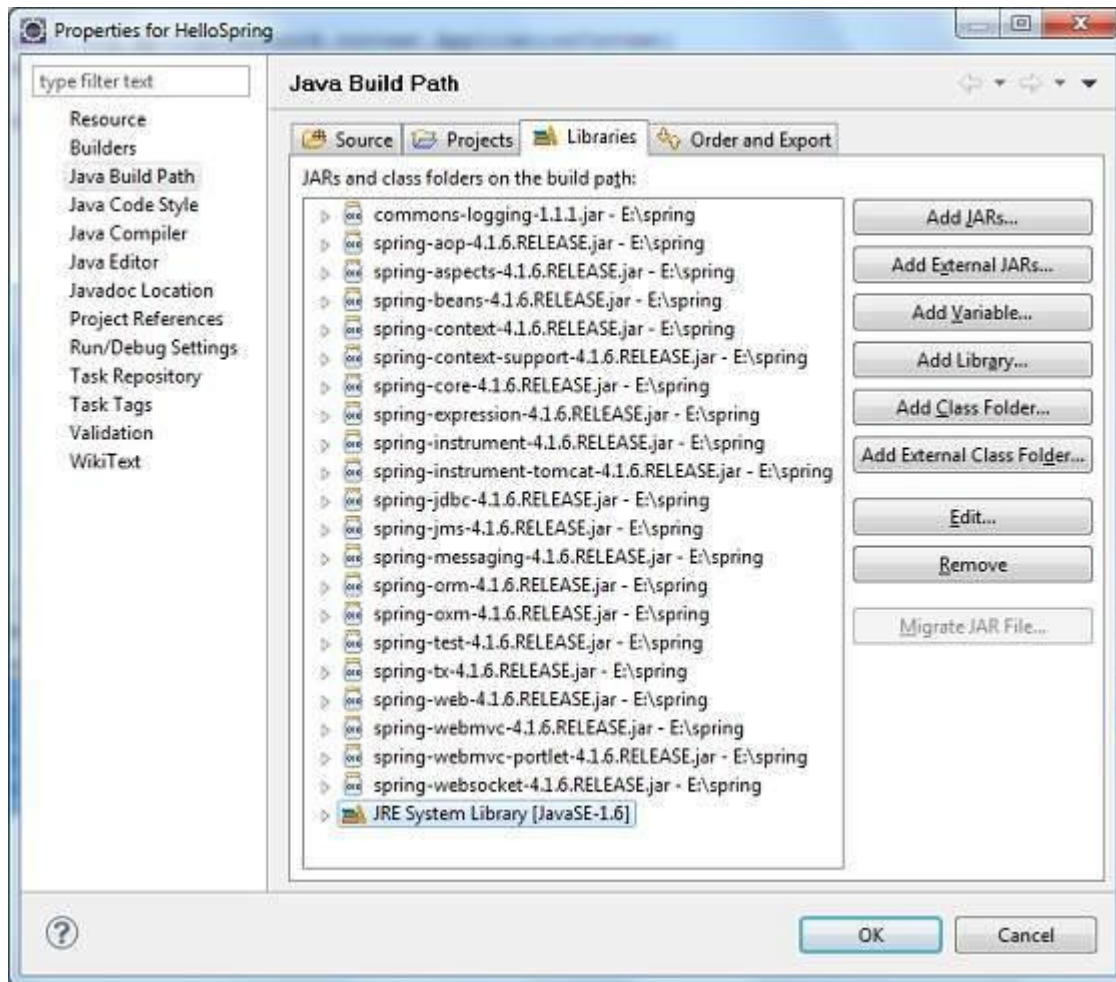 Properties for HelloSpring
type filter text
Resource
Builders
Java Build Path
Java Code Style
Java Compiler
Java Editor
Javadoc Location
Project References
Run/Debug Settings
Task Repository
Task Tags
Validation
WikiText
Java Build Path
Source
Projects
Libraries
Order and Export
JARs and class folders on the build path:
commons-logging-1.1.1.jar - E:\spring
spring-aop-4.1.6.RELEASE.jar - E:\spring
spring-aspects-4.1.6.RELEASE.jar - E:\spring
spring-beans-4.1.6.RELEASE.jar - E:\spring
spring-context-4.1.6.RELEASE.jar - E:\spring
spring-context-support-4.1.6.RELEASE.jar - E:\spring
spring-core-4.1.6.RELEASE.jar - E:\spring
spring-expression-4.1.6.RELEASE.jar - E:\spring
spring-instrument-4.1.6.RELEASE.jar - E:\spring
spring-instrument-tomcat-4.1.6.RELEASE.jar - E:\spring
spring-jdbc-4.1.6.RELEASE.jar - E:\spring
spring-jms-4.1.6.RELEASE.jar - E:\spring
spring-messaging-4.1.6.RELEASE.jar - E:\spring
spring-orm-4.1.6.RELEASE.jar - E:\spring
spring-oxm-4.1.6.RELEASE.jar - E:\spring
spring-test-4.1.6.RELEASE.jar - E:\spring
spring-tx-4.1.6.RELEASE.jar - E:\spring
spring-web-4.1.6.RELEASE.jar - E:\spring
spring-webmvc-4.1.6.RELEASE.jar - E:\spring
spring-webmvc-portlet-4.1.6.RELEASE.jar - E:\spring
spring-websocket-4.1.6.RELEASE.jar - E:\spring
JRE System Library [JavaSE-1.6]
Add JARs...
Add External JARs...
Add Variable...
Add Library...
Add Class Folder...
Add External Class Folder...
Edit...
Remove
Migrate JAR File...
OK
Cancel